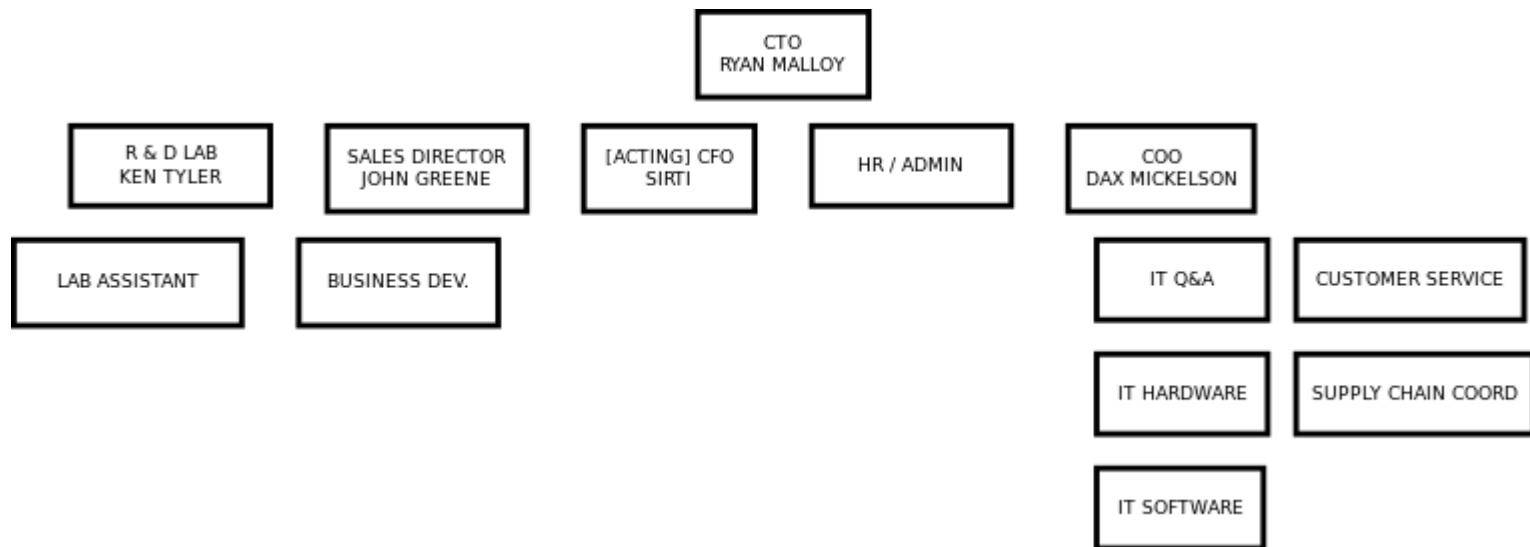 CTO
RYAN MALLOY
R & D LAB
KEN TYLER
SALES DIRECTOR
JOHN GREENE
[ACTING] CFO
SIRTI
HR / ADMIN
COO
DAX MICKELSON
LAB ASSISTANT
BUSINESS DEV.
IT Q&A
CUSTOMER SERVICE
IT HARDWARE
SUPPLY CHAIN COORD
IT SOFTWARE